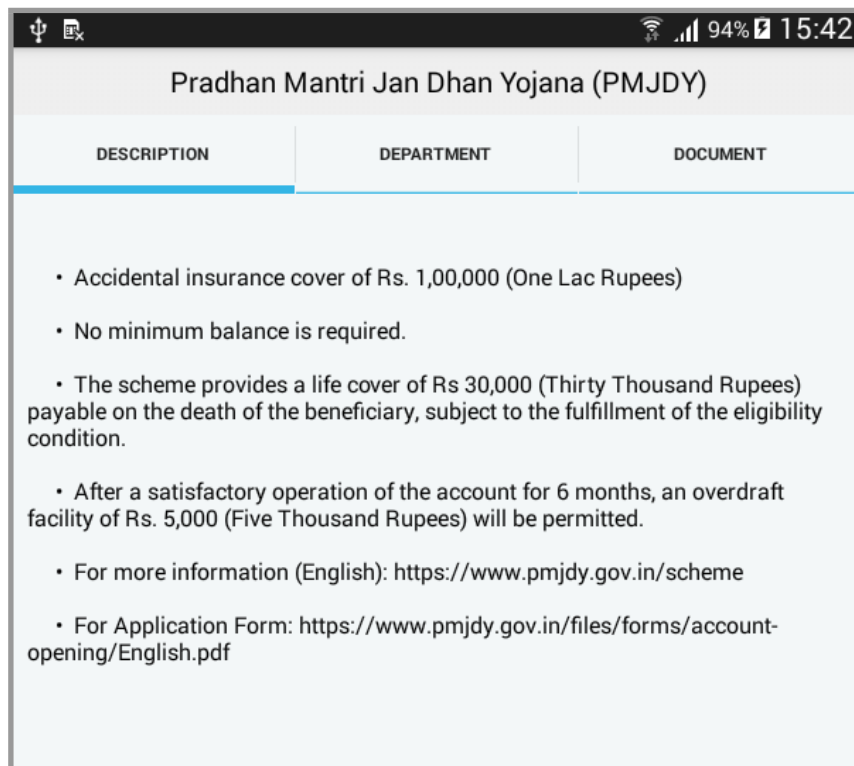 94% 15:42
Pradhan Mantri Jan Dhan Yojana (PMJDY)
DESCRIPTION DEPARTMENT DOCUMENT
• Accidental insurance cover of Rs. 1,00,000 (One Lac Rupees)
• No minimum balance is required.
• The scheme provides a life cover of Rs 30,000 (Thirty Thousand Rupees)
payable on the death of the beneficiary, subject to the fulfillment of the eligibility
condition.
• After a satisfactory operation of the account for 6 months, an overdraft
facility of Rs. 5,000 (Five Thousand Rupees) will be permitted.
• For more information (English): https://www.pmjdy.gov.in/scheme
• For Application Form: https://www.pmjdy.gov.in/files/forms/account-
opening/English.pdf